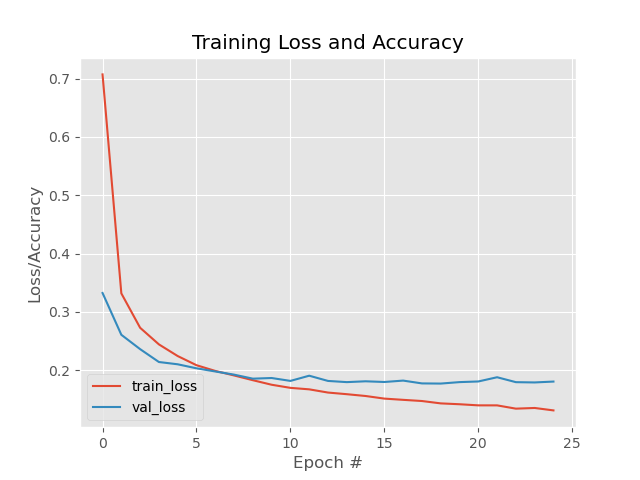 Training Loss and Accuracy
Loss/Accuracy
0.7
0.6
0.5
0.4
0.3
0.2
train_loss
val_loss
0 5 10 15 20 25
Epoch #